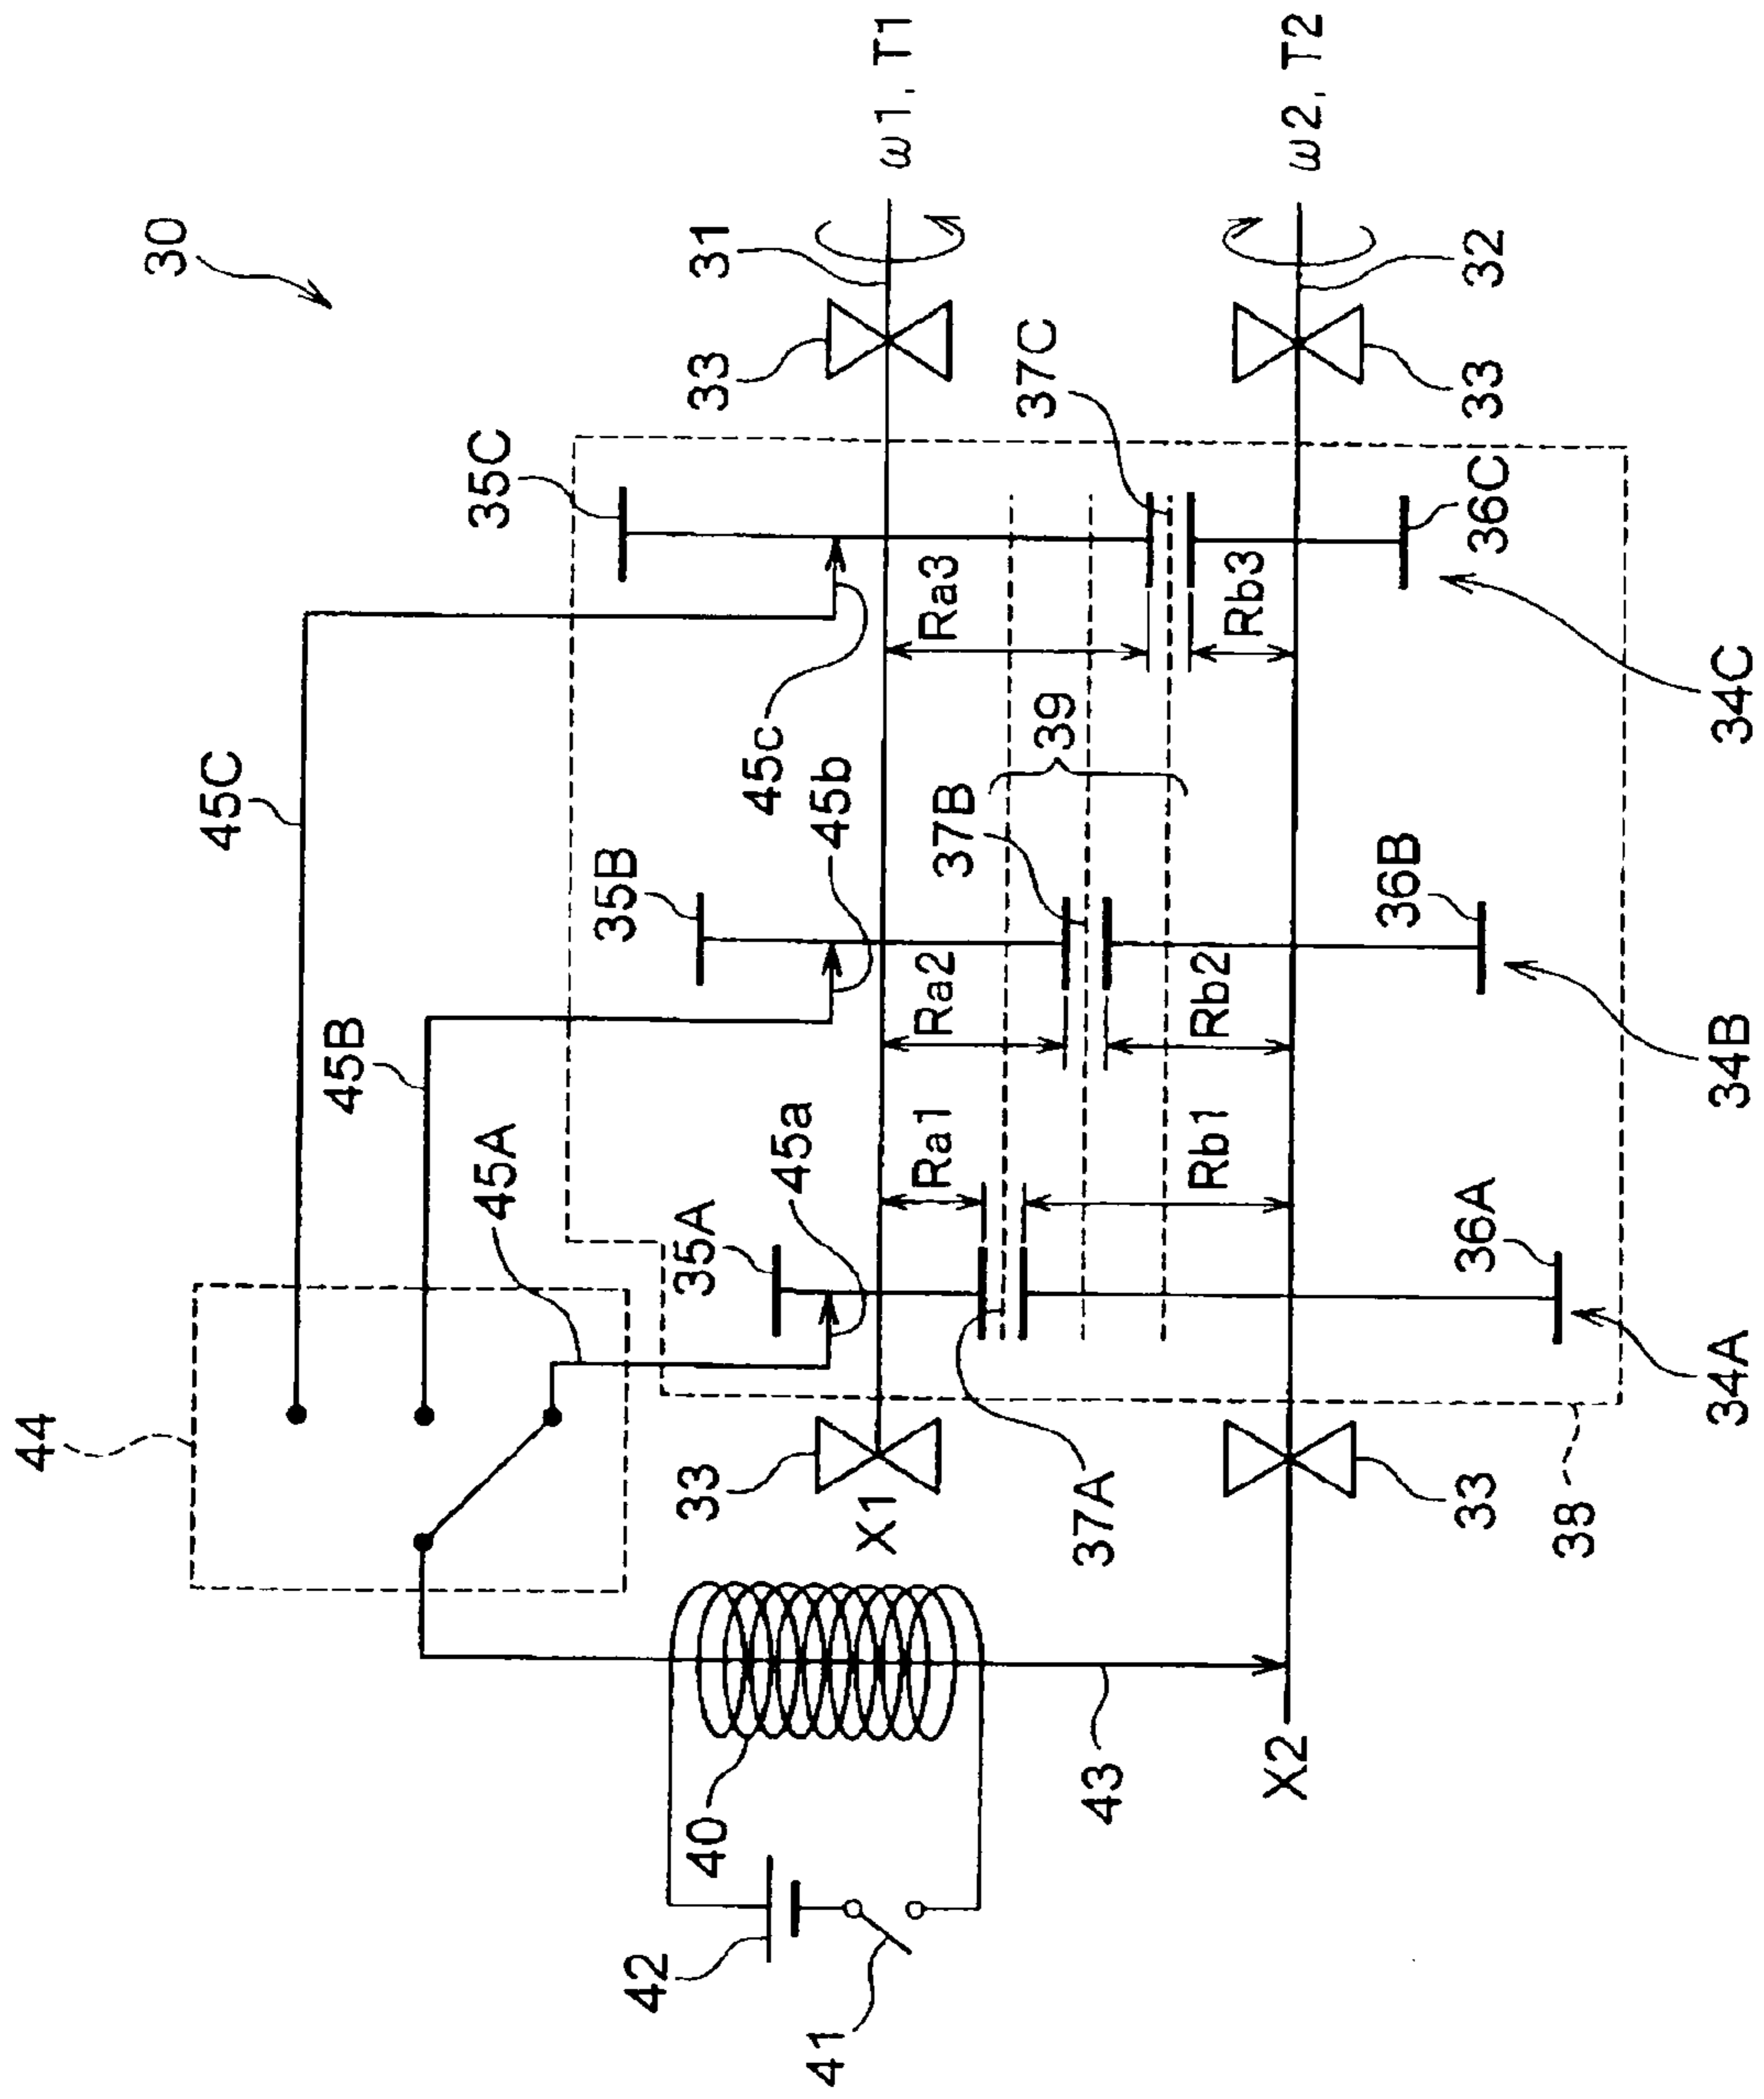 30
44
45C
45B
45A
35C
35B
35A
45c
45b
45a
33
31
ω1, T1
33
X1
37C
37B
39
37A
Ra3
Ra2
Ra1
Rb3
Rb2
Rb1
40
42
41
43
X2
ω2, T2
32
33
33
36C
36B
36A
34C
34B
34A
38